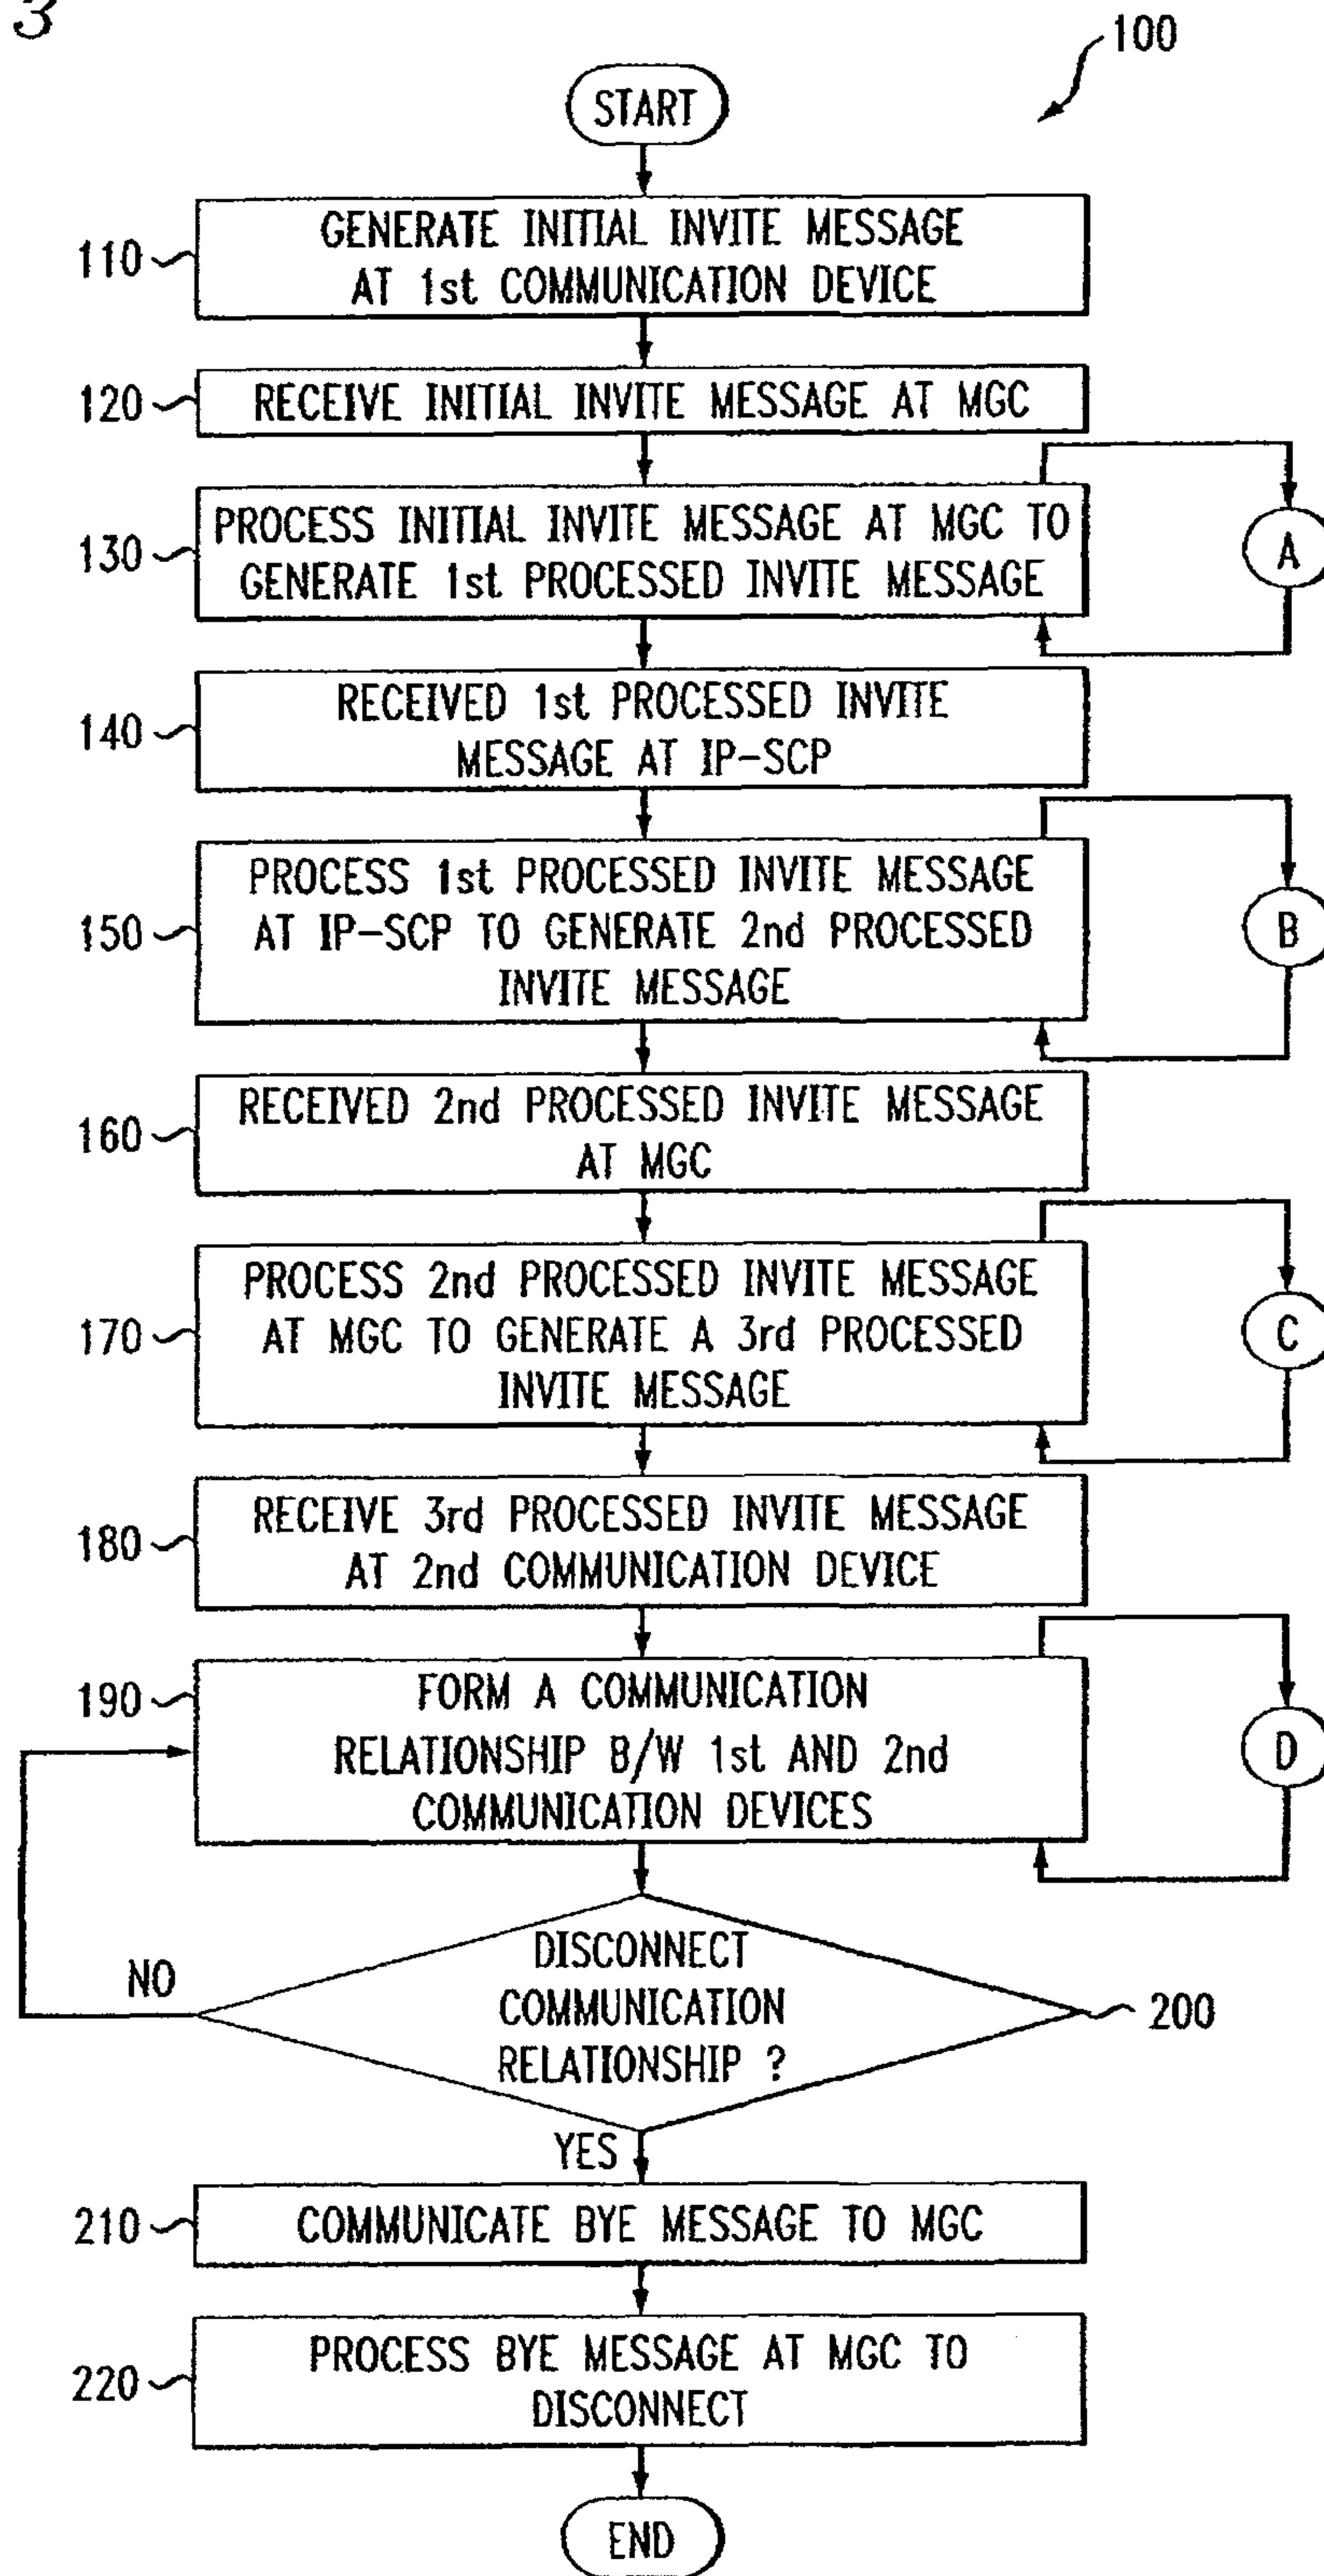 3
100
START
110
GENERATE INITIAL INVITE MESSAGE
AT 1st COMMUNICATION DEVICE
120
RECEIVE INITIAL INVITE MESSAGE AT MGC
130
PROCESS INITIAL INVITE MESSAGE AT MGC TO
GENERATE 1st PROCESSED INVITE MESSAGE
A
140
RECEIVED 1st PROCESSED INVITE
MESSAGE AT IP-SCP
150
PROCESS 1st PROCESSED INVITE MESSAGE
AT IP-SCP TO GENERATE 2nd PROCESSED
INVITE MESSAGE
B
160
RECEIVED 2nd PROCESSED INVITE MESSAGE
AT MGC
170
PROCESS 2nd PROCESSED INVITE MESSAGE
AT MGC TO GENERATE A 3rd PROCESSED
INVITE MESSAGE
C
180
RECEIVE 3rd PROCESSED INVITE MESSAGE
AT 2nd COMMUNICATION DEVICE
190
FORM A COMMUNICATION
RELATIONSHIP B/W 1st AND 2nd
COMMUNICATION DEVICES
D
DISCONNECT
COMMUNICATION
RELATIONSHIP ?
NO
200
YES
210
COMMUNICATE BYE MESSAGE TO MGC
220
PROCESS BYE MESSAGE AT MGC TO
DISCONNECT
END